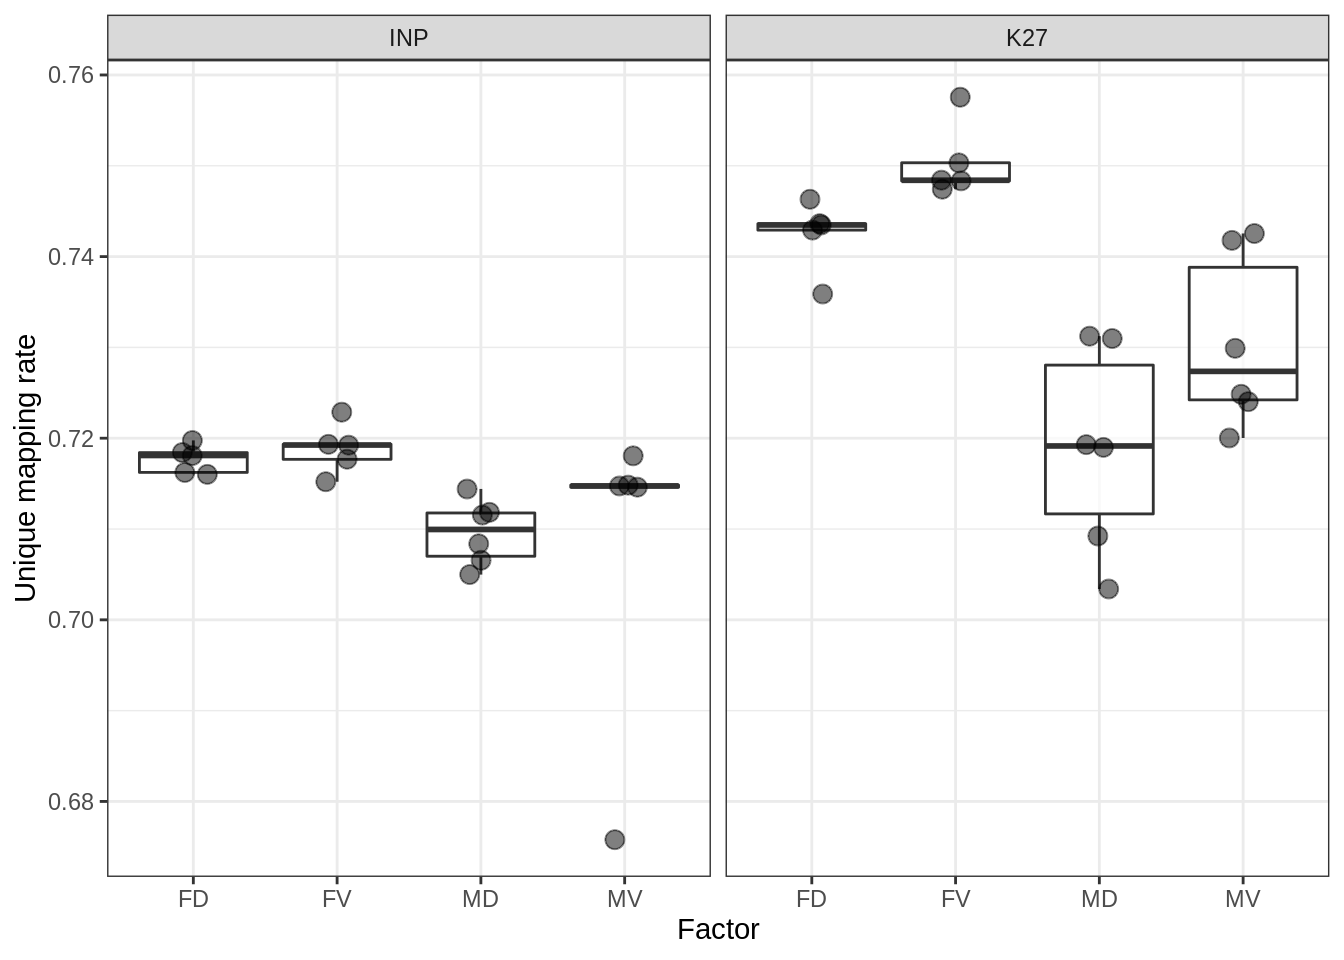 INP
K27
0.76
0.74
0.72
0.70
0.68
Unique mapping rate
FD FV MD MV
FD FV MD MV
Factor